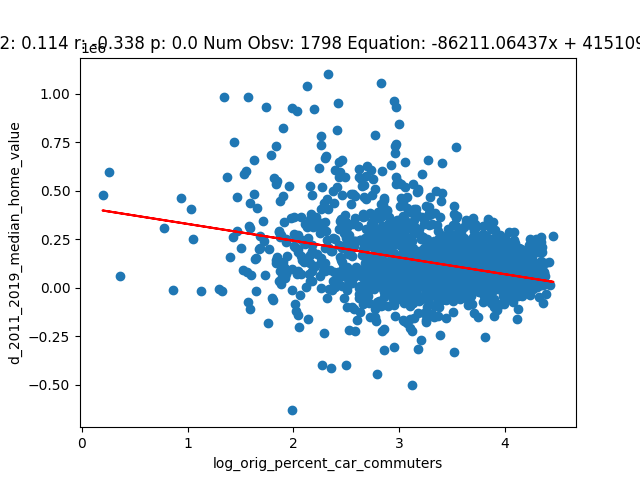 2: 0.114 r: -0.338 p: 0.0 Num Obsv: 1798 Equation: -86211.06437x + 415109
1e6
1.00
0.75
0.50
0.25
0.00
−0.25
−0.50
d_2011_2019_median_home_value
0 1 2 3 4
log_orig_percent_car_commuters